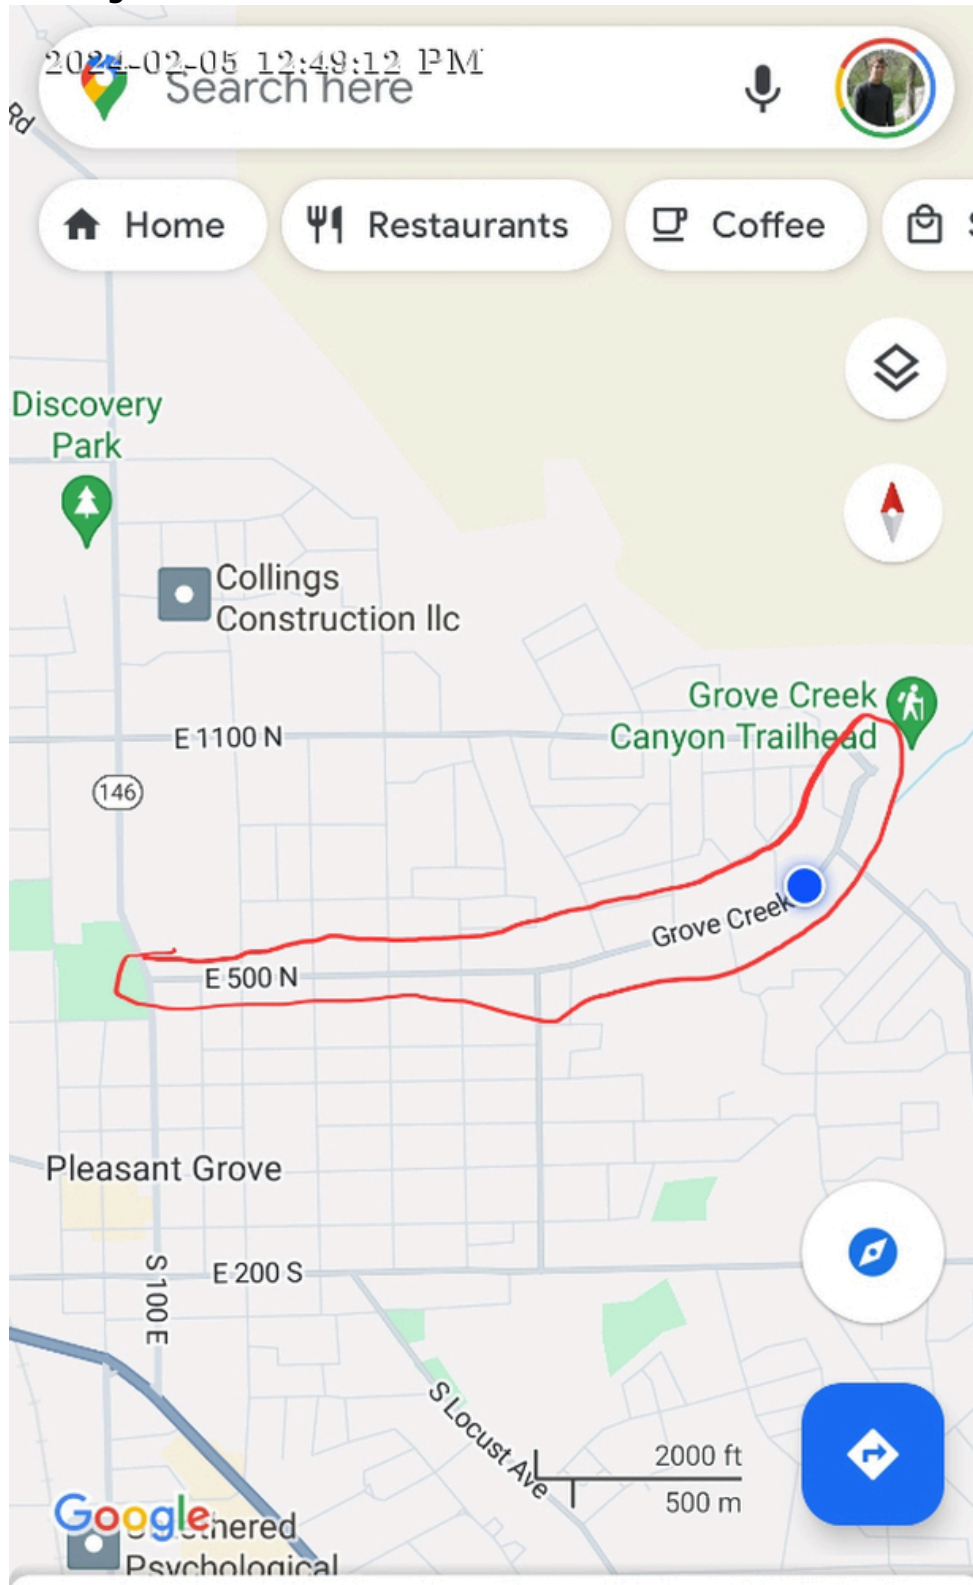 2024-02-05 12:49:12 PM
Search here
Rd
Home
Restaurants
Coffee
Discovery
Park
Collings
Construction llc
Grove Creek
Canyon Trailhead
E 1100 N
146
Grove Creek
E 500 N
Pleasant Grove
S 100 E
E 200 S
S Locust Ave
2000 ft
500 m
Google
Psychological